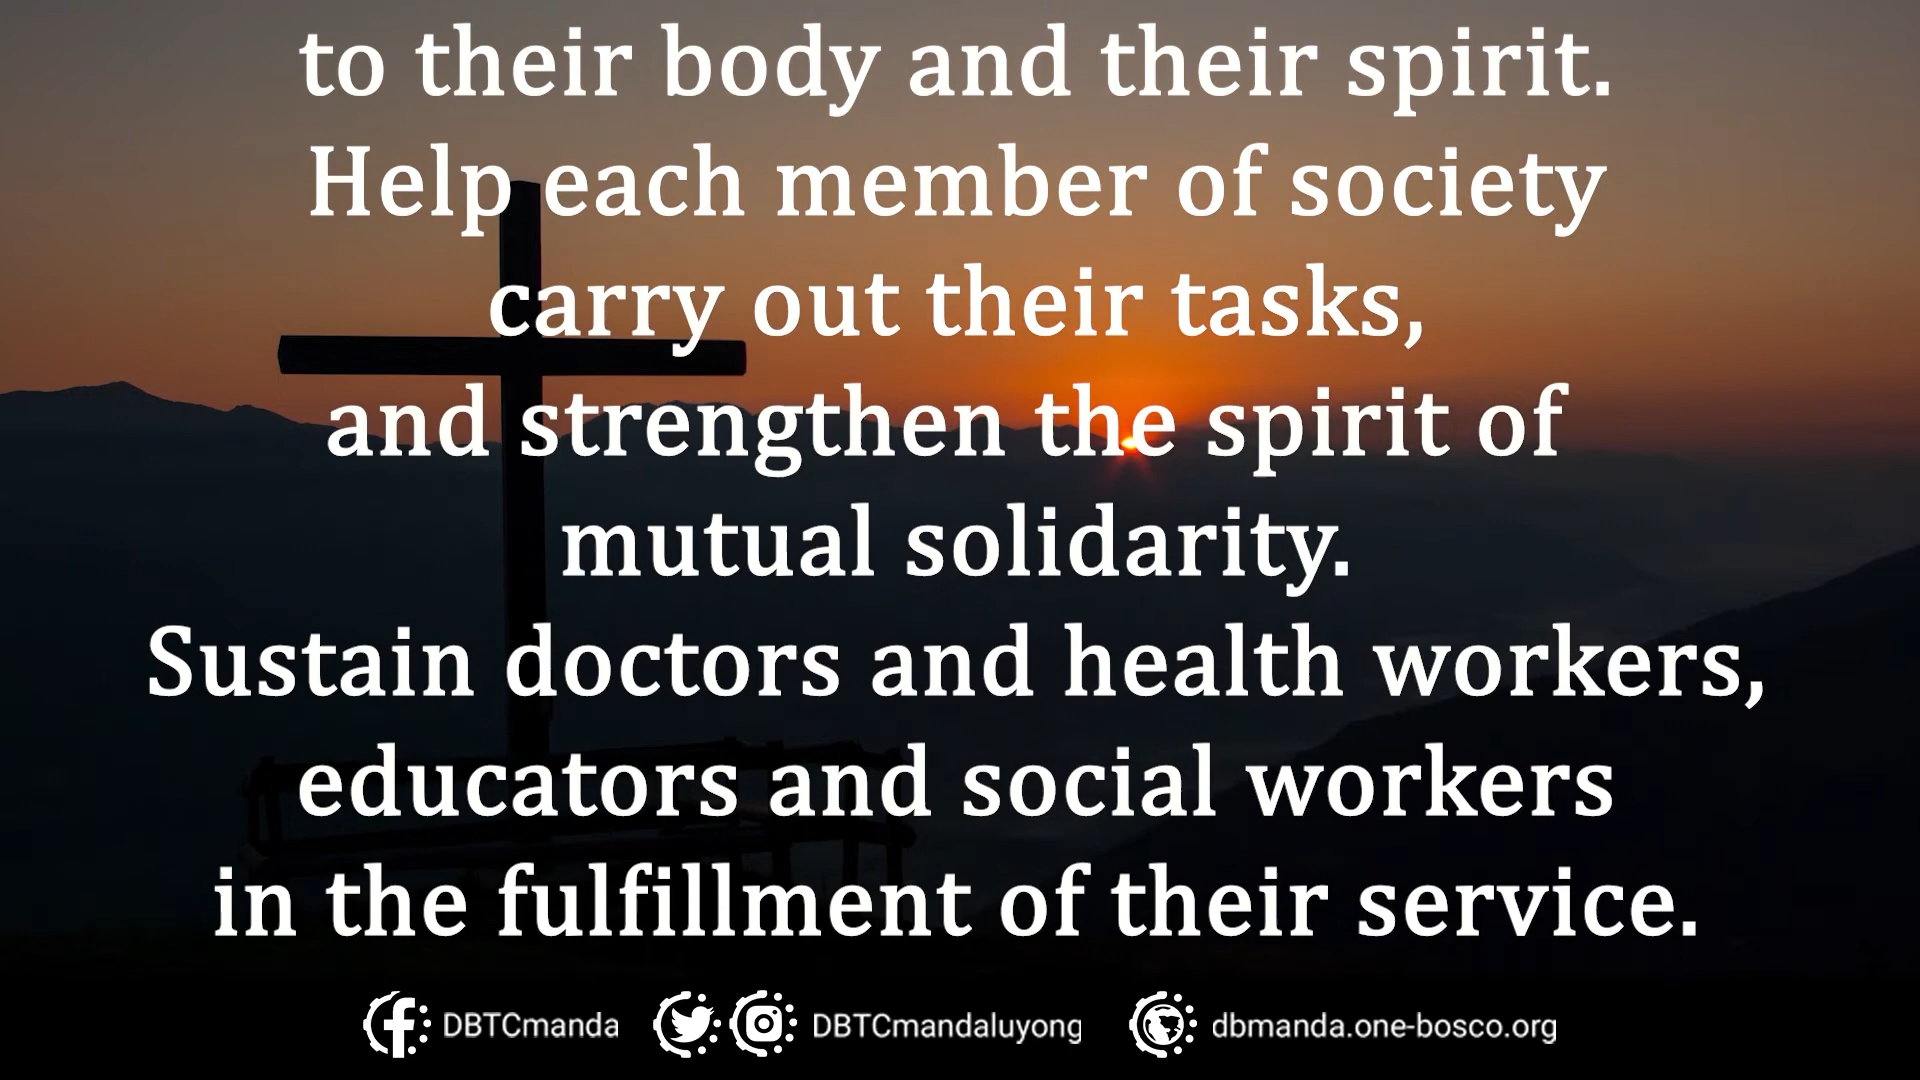 to their body and their spirit.
Help each member of society
carry out their tasks,
and strengthen the spirit of
mutual solidarity.
Sustain doctors and health workers,
educators and social workers
in the fulfillment of their service.
DBTCmanda DBTCmandaluyong dbmanda.one-bosco.org